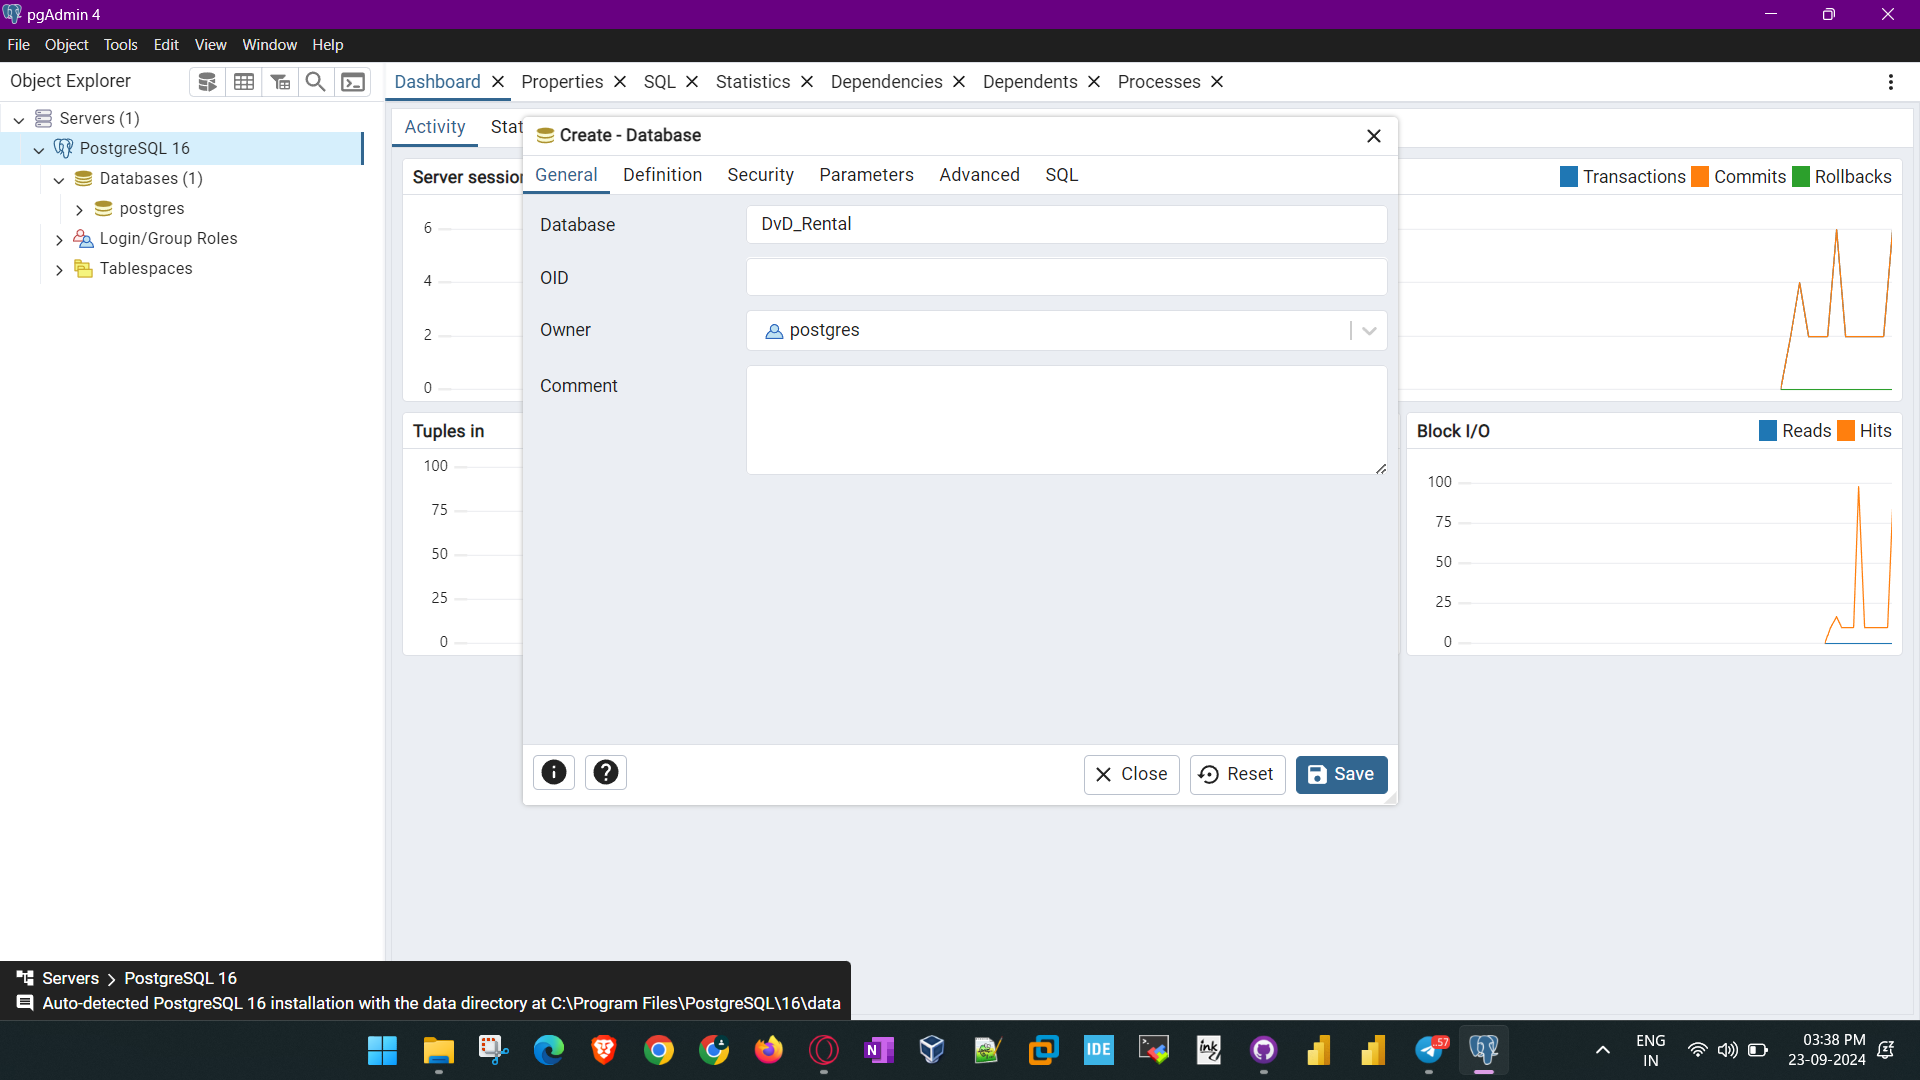 pgAdmin 4
File Object Tools Edit View Window Help
Object Explorer
Dashboard Properties SQL Statistics Dependencies Dependents Processes
Servers (1)
PostgreSQL 16
Databases (1)
postgres
Login/Group Roles
Tablespaces
Activity Stat
Server session
Transactions Commits Rollbacks
6
4
2
0
Tuples in
100
75
50
25
0
Create - Database
General Definition Security Parameters Advanced SQL
Database DvD_Rental
OID
Owner postgres
Comment
Close Reset Save
Block I/O Reads Hits
100
75
50
25
0
Servers > PostgreSQL 16
Auto-detected PostgreSQL 16 installation with the data directory at C:\Program Files\PostgreSQL\16\data
N
IDE
ink
57
ENG
IN
03:38 PM
23-09-2024